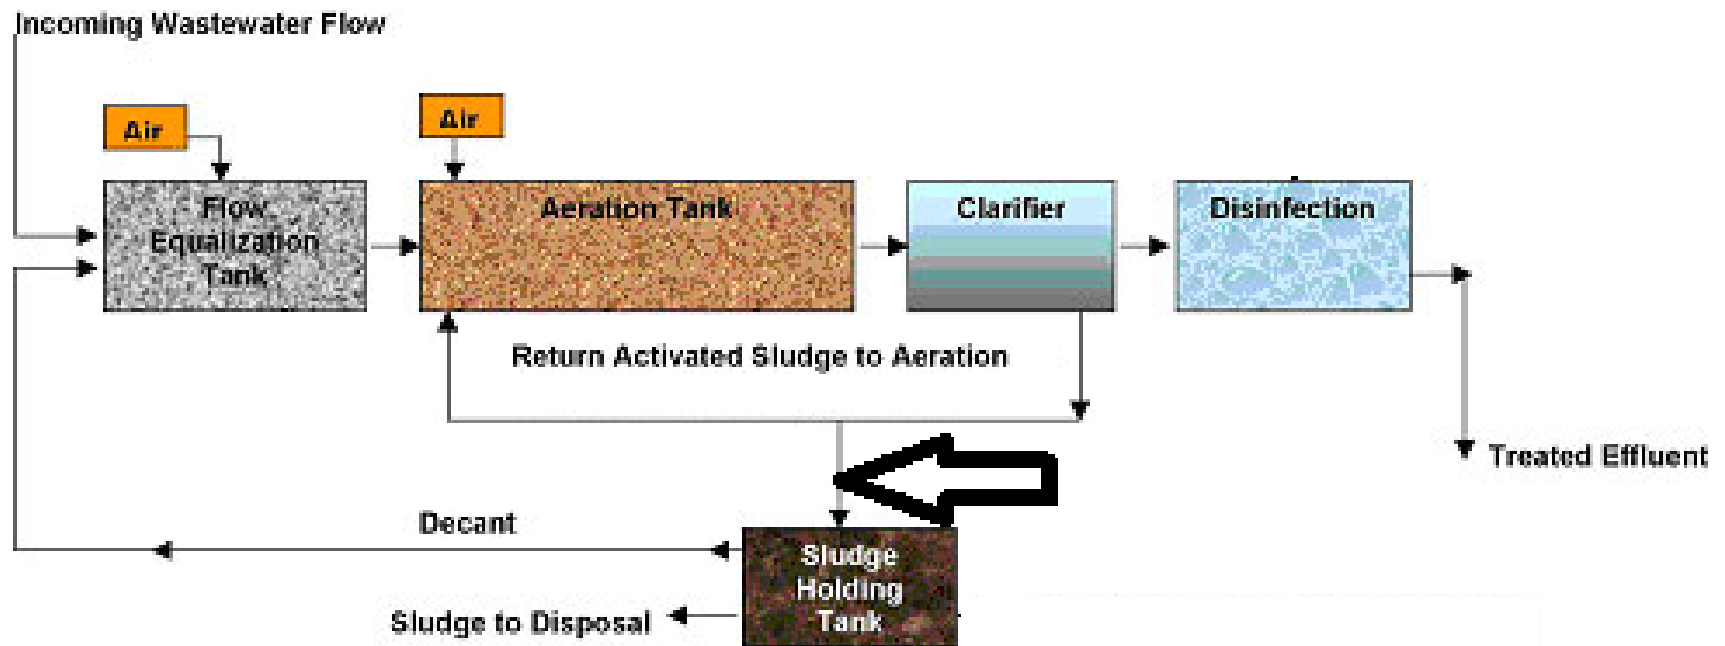 Incoming Wastewater Flow
Air
Air
Flow
Equalization
Tank
Aeration Tank
Clarifier
Disinfection
Return Activated Sludge to Aeration
Treated Effluent
Decant
Sludge
Holding
Tank
Sludge to Disposal